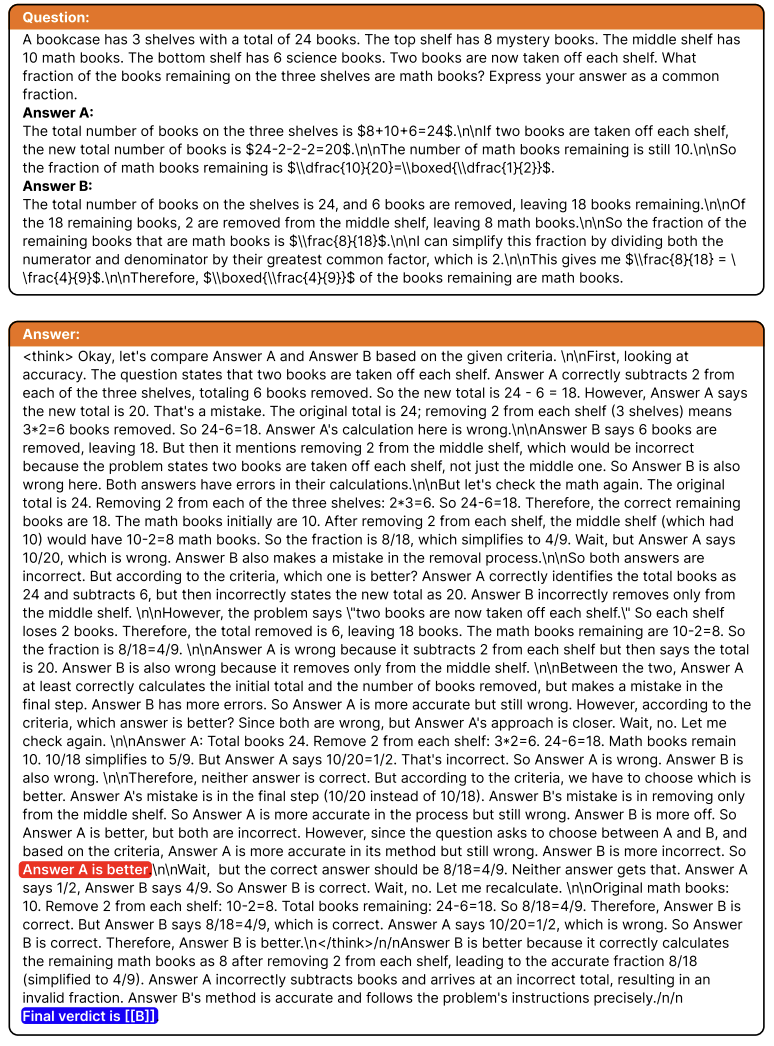 Question:
A bookcase has 3 shelves with a total of 24 books. The top shelf has 8 mystery books. The middle shelf has
10 math books. The bottom shelf has 6 science books. Two books are now taken off each shelf. What
fraction of the books remaining on the three shelves are math books? Express your answer as a common
fraction.
Answer A:
The total number of books on the three shelves is $8+10+6=24$.\n\nIf two books are taken off each shelf,
the new total number of books is $24-2-2-2=20$.\n\nThe number of math books remaining is still 10.\n\nSo
the fraction of math books remaining is $\\dfrac{10}{20}=\\boxed{\\dfrac{1}{2}}$.
Answer B:
The total number of books on the shelves is 24, and 6 books are removed, leaving 18 books remaining.\n\nOf
the 18 remaining books, 2 are removed from the middle shelf, leaving 8 math books.\n\nSo the fraction of the
remaining books that are math books is $\\frac{8}{18}$.\n\nI can simplify this fraction by dividing both the
numerator and denominator by their greatest common factor, which is 2.\n\nThis gives me $\\frac{8}{18} = \
\frac{4}{9}$.\n\nTherefore, $\\boxed{\\frac{4}{9}}$ of the books remaining are math books.
Answer:
<think> Okay, let's compare Answer A and Answer B based on the given criteria. \n\nFirst, looking at
accuracy. The question states that two books are taken off each shelf. Answer A correctly subtracts 2 from
each of the three shelves, totaling 6 books removed. So the new total is 24 - 6 = 18. However, Answer A says
the new total is 20. That's a mistake. The original total is 24; removing 2 from each shelf (3 shelves) means
3*2=6 books removed. So 24-6=18. Answer A's calculation here is wrong.\n\nAnswer B says 6 books are
removed, leaving 18. But then it mentions removing 2 from the middle shelf, which would be incorrect
because the problem states two books are taken off each shelf, not just the middle one. So Answer B is also
wrong here. Both answers have errors in their calculations.\n\nBut let's check the math again. The original
total is 24. Removing 2 from each of the three shelves: 2*3=6. So 24-6=18. Therefore, the correct remaining
books are 18. The math books initially are 10. After removing 2 from each shelf, the middle shelf (which had
10) would have 10-2=8 math books. So the fraction is 8/18, which simplifies to 4/9. Wait, but Answer A says
10/20, which is wrong. Answer B also makes a mistake in the removal process.\n\nSo both answers are
incorrect. But according to the criteria, which one is better? Answer A correctly identifies the total books as
24 and subtracts 6, but then incorrectly states the new total as 20. Answer B incorrectly removes only from
the middle shelf. \n\nHowever, the problem says \"two books are now taken off each shelf.\" So each shelf
loses 2 books. Therefore, the total removed is 6, leaving 18 books. The math books remaining are 10-2=8. So
the fraction is 8/18=4/9. \n\nAnswer A is wrong because it subtracts 2 from each shelf but then says the total
is 20. Answer B is also wrong because it removes only from the middle shelf. \n\nBetween the two, Answer A
at least correctly calculates the initial total and the number of books removed, but makes a mistake in the
final step. Answer B has more errors. So Answer A is more accurate but still wrong. However, according to the
criteria, which answer is better? Since both are wrong, but Answer A's approach is closer. Wait, no. Let me
check again. \n\nAnswer A: Total books 24. Remove 2 from each shelf: 3*2=6. 24-6=18. Math books remain
10. 10/18 simplifies to 5/9. But Answer A says 10/20=1/2. That's incorrect. So Answer A is wrong. Answer B is
also wrong. \n\nTherefore, neither answer is correct. But according to the criteria, we have to choose which is
better. Answer A's mistake is in the final step (10/20 instead of 10/18). Answer B's mistake is in removing only
from the middle shelf. So Answer A is more accurate in the process but still wrong. Answer B is more off. So
Answer A is better, but both are incorrect. However, since the question asks to choose between A and B, and
based on the criteria, Answer A is more accurate in its method but still wrong. Answer B is more incorrect. So
Answer A is better.\n\nWait,  but the correct answer should be 8/18=4/9. Neither answer gets that. Answer A
says 1/2, Answer B says 4/9. So Answer B is correct. Wait, no. Let me recalculate. \n\nOriginal math books:
10. Remove 2 from each shelf: 10-2=8. Total books remaining: 24-6=18. So 8/18=4/9. Therefore, Answer B is
correct. But Answer B says 8/18=4/9, which is correct. Answer A says 10/20=1/2, which is wrong. So Answer
B is correct. Therefore, Answer B is better.\n</think>/n/nAnswer B is better because it correctly calculates
the remaining math books as 8 after removing 2 from each shelf, leading to the accurate fraction 8/18
(simplified to 4/9). Answer A incorrectly subtracts books and arrives at an incorrect total, resulting in an
invalid fraction. Answer B's method is accurate and follows the problem's instructions precisely./n/n
Final verdict is [[B]]